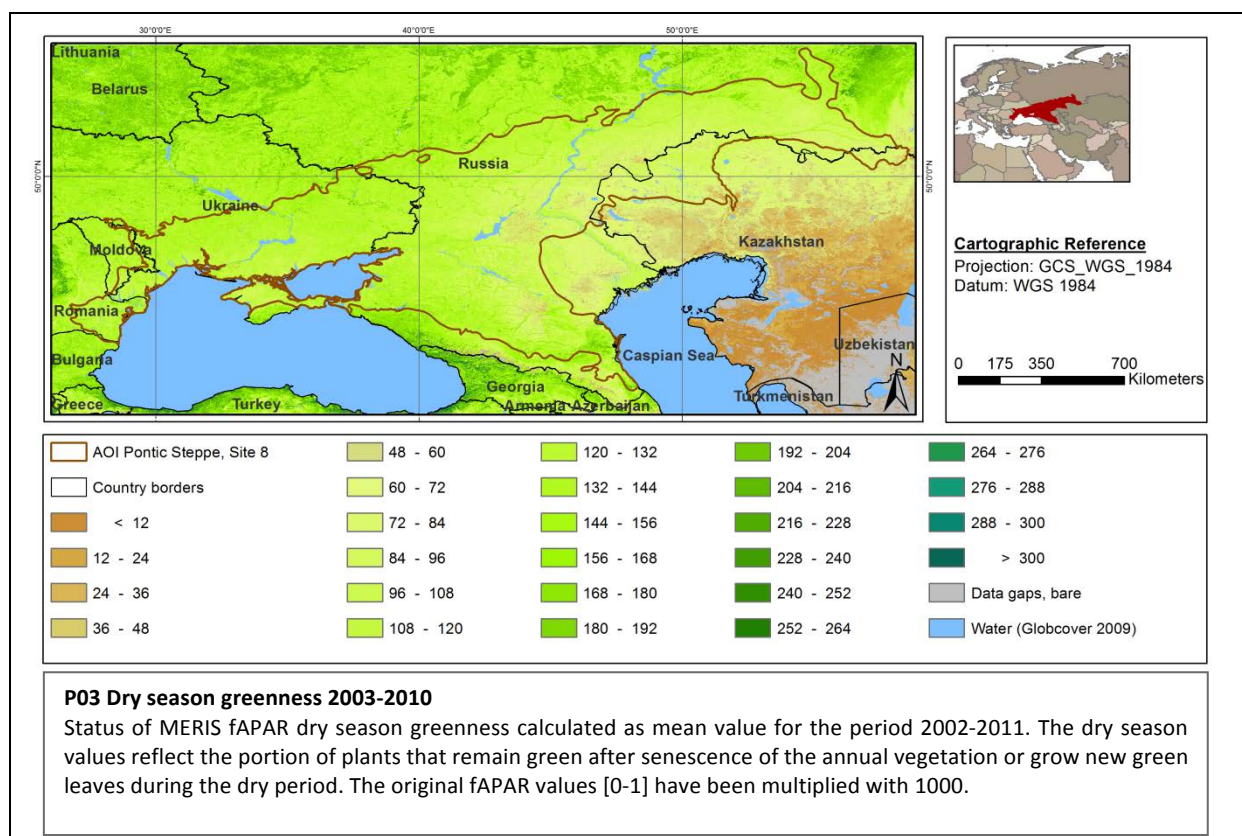 30°0'0"E 40°0'0"E 50°0'0"E
Lithuania
Belarus
Russia
50°0'0"N 50°0'0"N
Ukraine
Moldova
Kazakhstan
Romania
Uzbekistan
Bulgaria
Caspian Sea
N
Georgia
Greece Turkey Armenia Azerbaijan Turkmenistan
Cartographic Reference
Projection: GCS_WGS_1984
Datum: WGS 1984
0 175 350 700
Kilometers
AOI Pontic Steppe, Site 8
Country borders
< 12
12 - 24
24 - 36
36 - 48
48 - 60
60 - 72
72 - 84
84 - 96
96 - 108
108 - 120
120 - 132
132 - 144
144 - 156
156 - 168
168 - 180
180 - 192
192 - 204
204 - 216
216 - 228
228 - 240
240 - 252
252 - 264
264 - 276
276 - 288
288 - 300
> 300
Data gaps, bare
Water (Globcover 2009)
P03 Dry season greenness 2003-2010
Status of MERIS fAPAR dry season greenness calculated as mean value for the period 2002-2011. The dry season
values reflect the portion of plants that remain green after senescence of the annual vegetation or grow new green
leaves during the dry period. The original fAPAR values [0-1] have been multiplied with 1000.